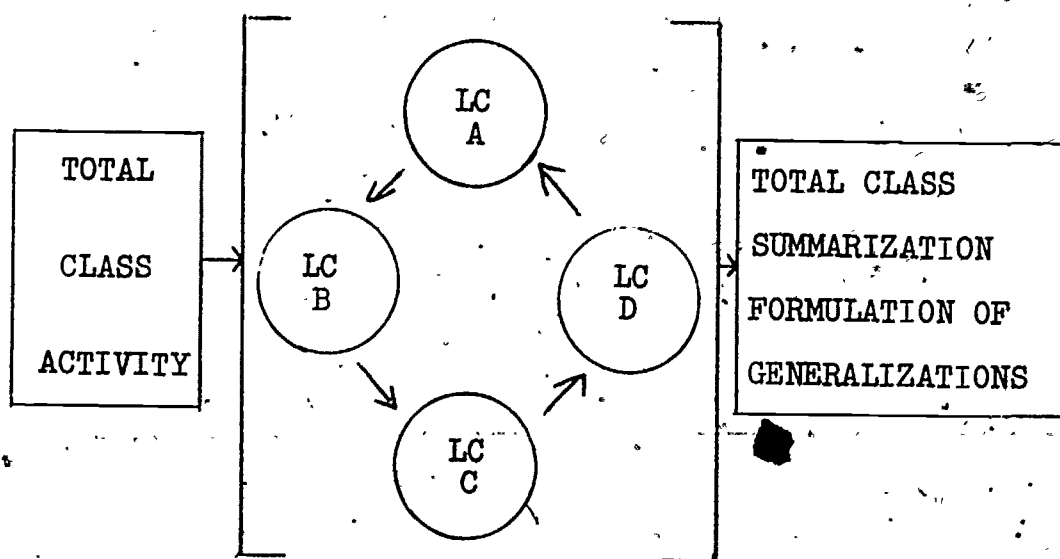 TOTAL
CLASS
ACTIVITY
LC
A
LC
B
LC
C
LC
D
TOTAL CLASS
SUMMARIZATION
FORMULATION OF
GENERALIZATIONS